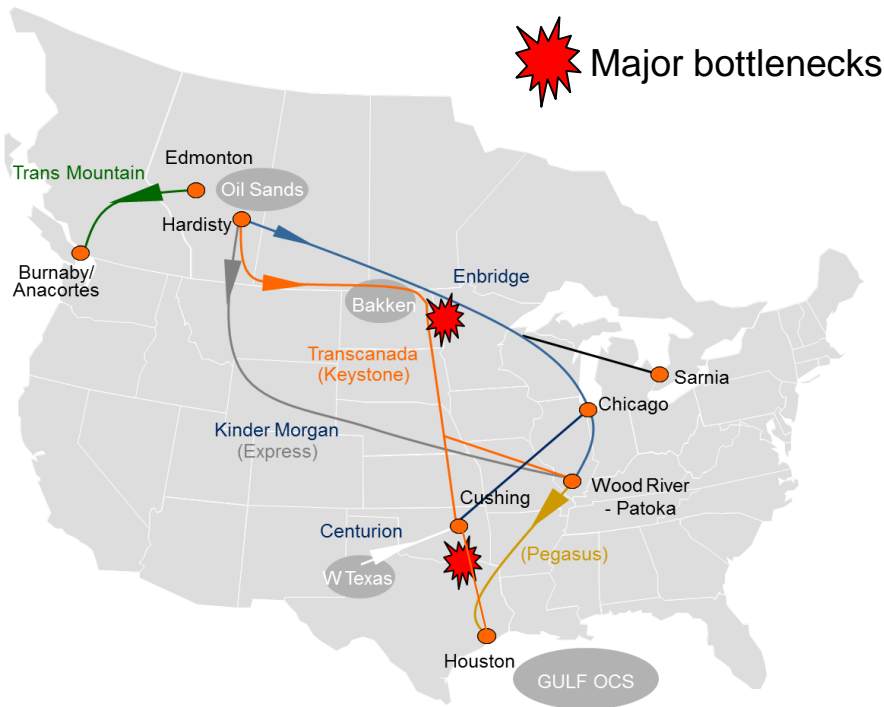 Major bottlenecks
Edmonton
Trans Mountain
Oil Sands
Hardisty
Burnaby/
Anacortes
Enbridge
Bakken
Transcanada
(Keystone)
Sarnia
Chicago
Kinder Morgan
(Express)
Wood River
- Patoka
Cushing
Centurion
(Pegasus)
W Texas
Houston
GULF OCS